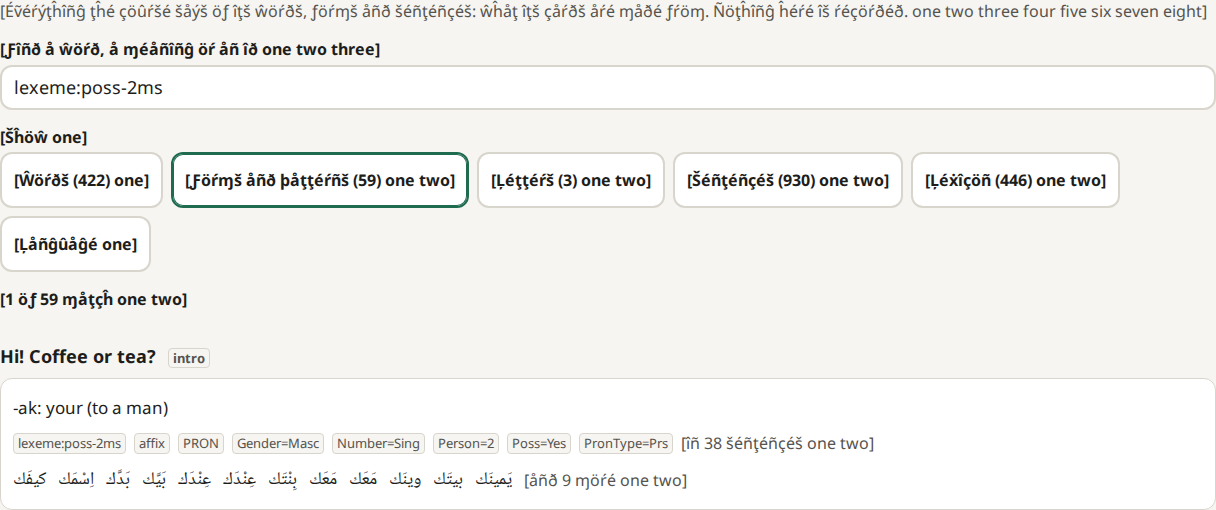 [Éṽéŕýţĥîñĝ ţĥé çöûŕšé šåýš öƒ îţš ŵöŕðš, ƒöŕɱš åñð šéñţéñçéš: ŵĥåţ îţš çåŕðš åŕé ɱåðé ƒŕöɱ. Ñöţĥîñĝ ĥéŕé îš ŕéçöŕðéð. one two three four five six seven eight]
[Ƒîñð å ŵöŕð, å ɱéåñîñĝ öŕ åñ îð one two three]
lexeme:poss-2ms
[Šĥöŵ one]
[Ŵöŕðš (422) one] [Ƒöŕɱš åñð þåţţéŕñš (59) one two] [Ļéţţéŕš (3) one two] [Šéñţéñçéš (930) one two] [Ļéẋîçöñ (446) one two]
[Ļåñĝûåĝé one]
[1 öƒ 59 ɱåţçĥ one two]
Hi! Coffee or tea? intro
-ak: your (to a man)
lexeme:poss-2ms affix PRON Gender=Masc Number=Sing Person=2 Poss=Yes PronType=Prs [îñ 38 šéñţéñçéš one two]
كيفَك اِسْمَك بَدَّك بَيَّك عِنْدَك عِنْدَك بِنْتَك مَعَك مَعَك وينَك بيتَك يَمينَك [åñð 9 ɱöŕé one two]